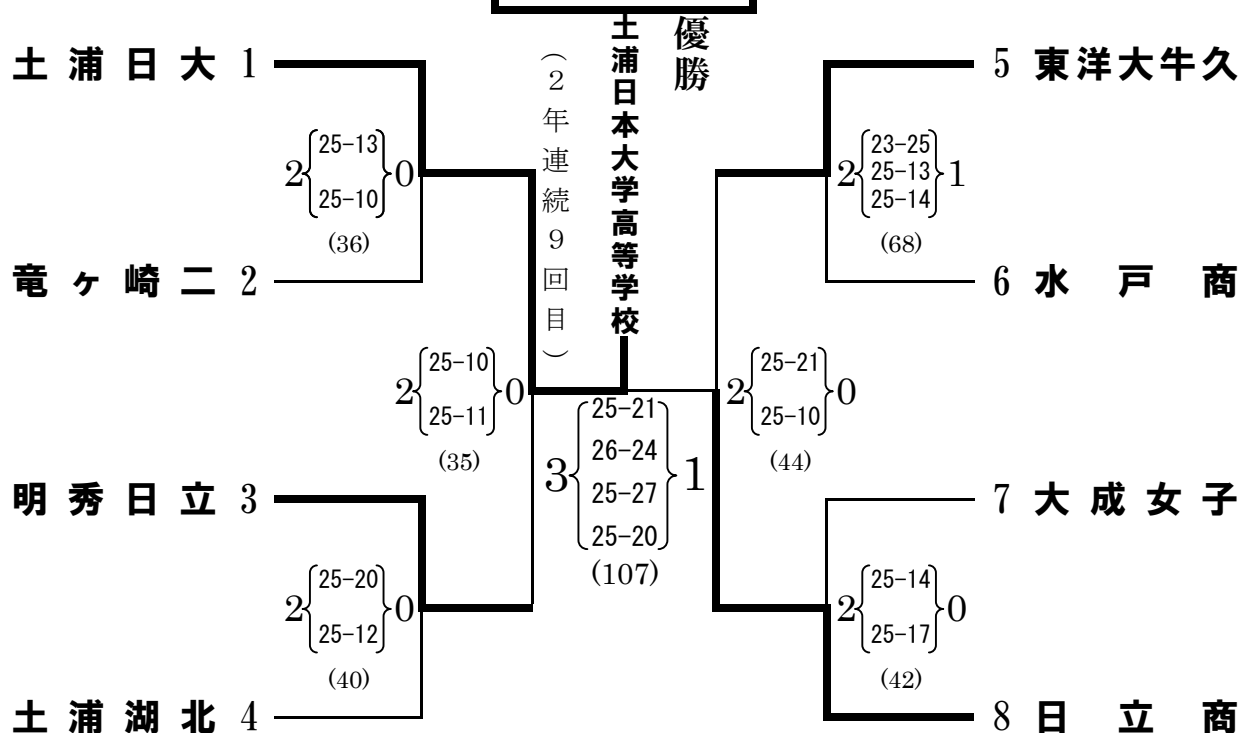 優勝
土浦日本大学高等学校
（２年連続９回目）
土浦日大 1
2 25-13 0
25-10
(36)
竜ヶ崎二 2
2 25-10 0
25-11
(35)
明秀日立 3
2 25-20 0
25-12
(40)
土浦湖北 4
3 25-21 1
26-24
25-27
25-20
(107)
5 東洋大牛久
2 23-25 1
25-13
25-14
(68)
6 水戸商
2 25-21 0
25-10
(44)
7 大成女子
2 25-14 0
25-17
(42)
8 日立商